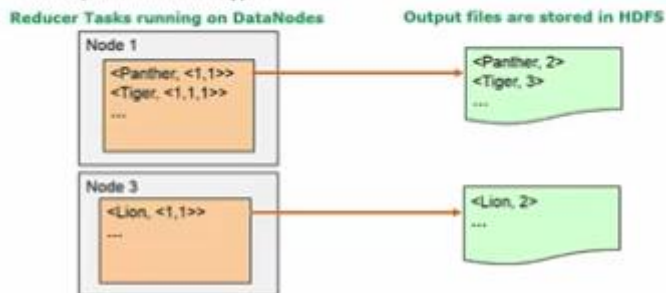 Reducer Tasks running on DataNodes
Output files are stored in HDFS
Node 1
<Panther, <1,1>>
<Tiger, <1,1,1>>
...
<Panther, 2>
<Tiger, 3>
...
Node 3
<Lion, <1,1>>
...
<Lion, 2>
...